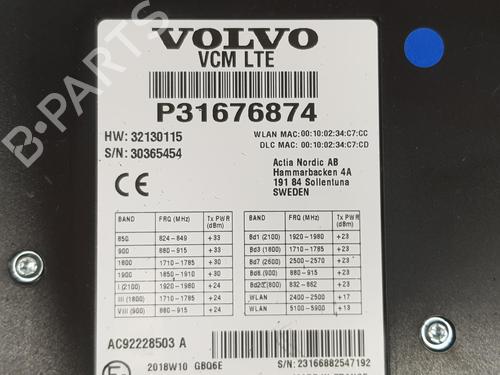 VOLVO
VCM LTE
P31676874
HW: 32130115
S/N: 30365454
WLAN MAC: 00:10:02:34:C7:CC
DLC MAC: 00:10:02:34:C7:CD
Actia Nordic AB
Hammarbacken 4A
191 84 Sollentuna
SWEDEN
CE
BAND FRQ (MHz) Tx PWR (dBm)
850 824-849 +33
900 880-915 +33
1800 1710-1785 +30
1900 1850-1910 +30
I (2100) 1920-1980 +24
III (1800) 1710-1785 +24
VIII (900) 880-915 +24
BAND FRQ (MHz) Tx PWR (dBm)
Bd1 (2100) 1920-1980 +23
Bd3 (1800) 1710-1785 +23
Bd7 (2600) 2500-2570 +23
Bd8 (900) 880-915 +23
Bd20 (800) 832-862 +23
WLAN 2400-2500 +17
WLAN 5100-5900 +13
AC92228503 A
2018W10 GBQ6E
S/N: 23166882547192
B-PARTS